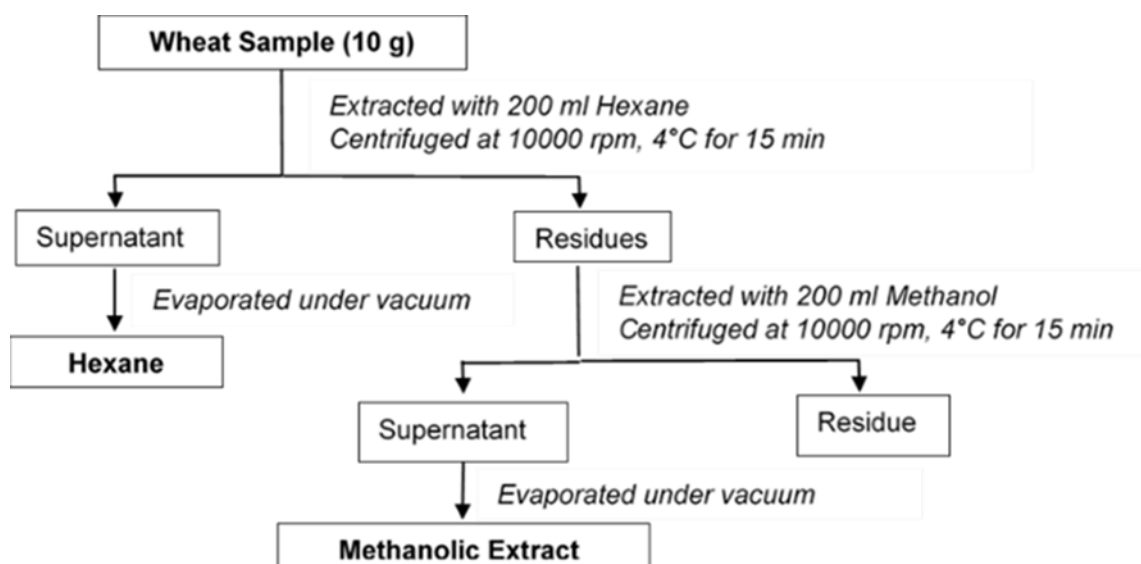 Wheat Sample (10 g)
Extracted with 200 ml Hexane
Centrifuged at 10000 rpm, 4°C for 15 min
Supernatant
Residues
Evaporated under vacuum
Extracted with 200 ml Methanol
Centrifuged at 10000 rpm, 4°C for 15 min
Hexane
Supernatant
Residue
Evaporated under vacuum
Methanolic Extract